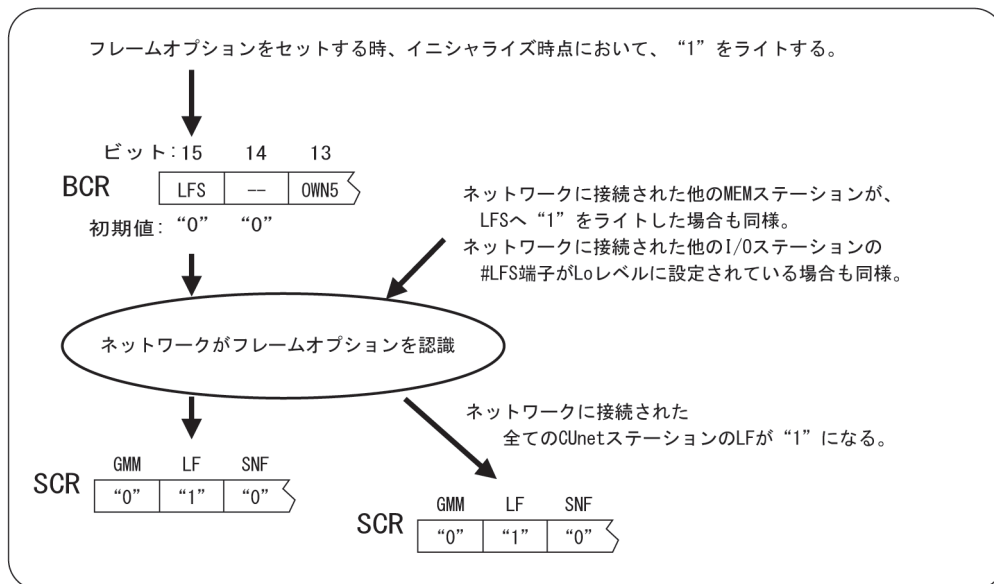 フレームオプションをセットする時、イニシャライズ時点において、“1”をライトする。
ビット:15 14 13
BCR LFS -- OWN5
初期値: “0” “0”
ネットワークに接続された他のMEMステーションが、
LFSへ“1”をライトした場合も同様。
ネットワークに接続された他のI/Oステーションの
#LFS端子がLoレベルに設定されている場合も同様。
ネットワークがフレームオプションを認識
ネットワークに接続された
全てのCUnetステーションのLFが“1”になる。
GMM LF SNF
SCR “0” “1” “0”
GMM LF SNF
SCR “0” “1” “0”